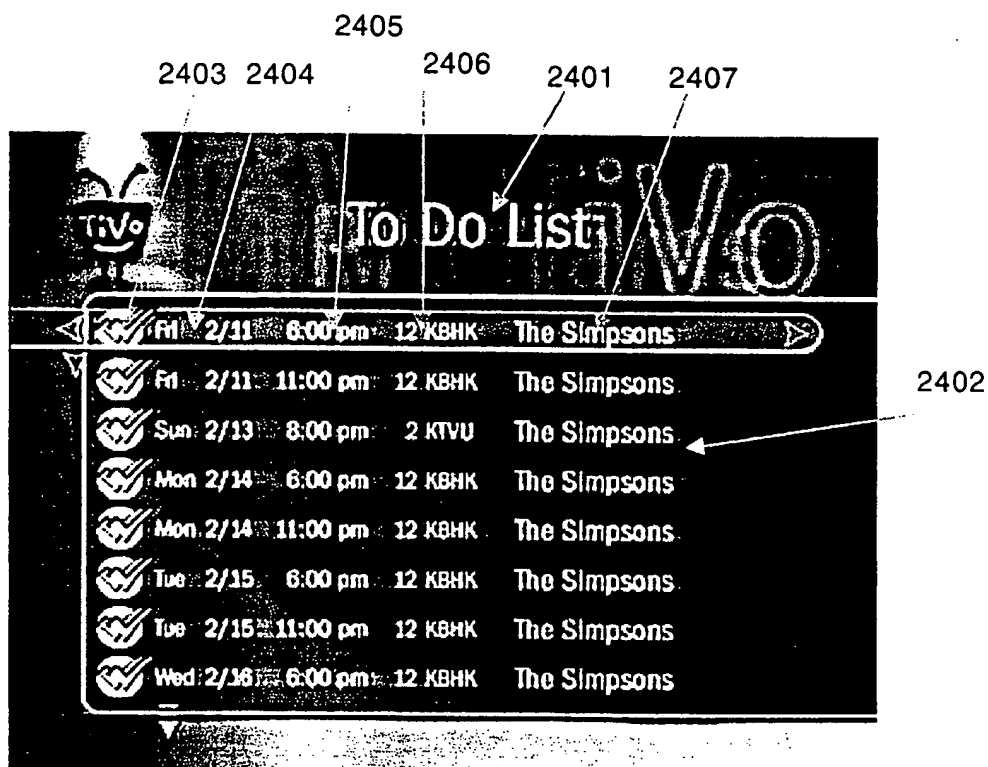 2405
2403 2404 2406 2401 2407
TiVo To Do List TiVo
Fri 2/11 6:00 pm 12 KBHK The Simpsons
Fri 2/11 11:00 pm 12 KBHK The Simpsons
2402
Sun 2/13 8:00 pm 2 KTVU The Simpsons
Mon 2/14 6:00 pm 12 KBHK The Simpsons
Mon 2/14 11:00 pm 12 KBHK The Simpsons
Tue 2/15 6:00 pm 12 KBHK The Simpsons
Tue 2/15 11:00 pm 12 KBHK The Simpsons
Wed 2/16 6:00 pm 12 KBHK The Simpsons